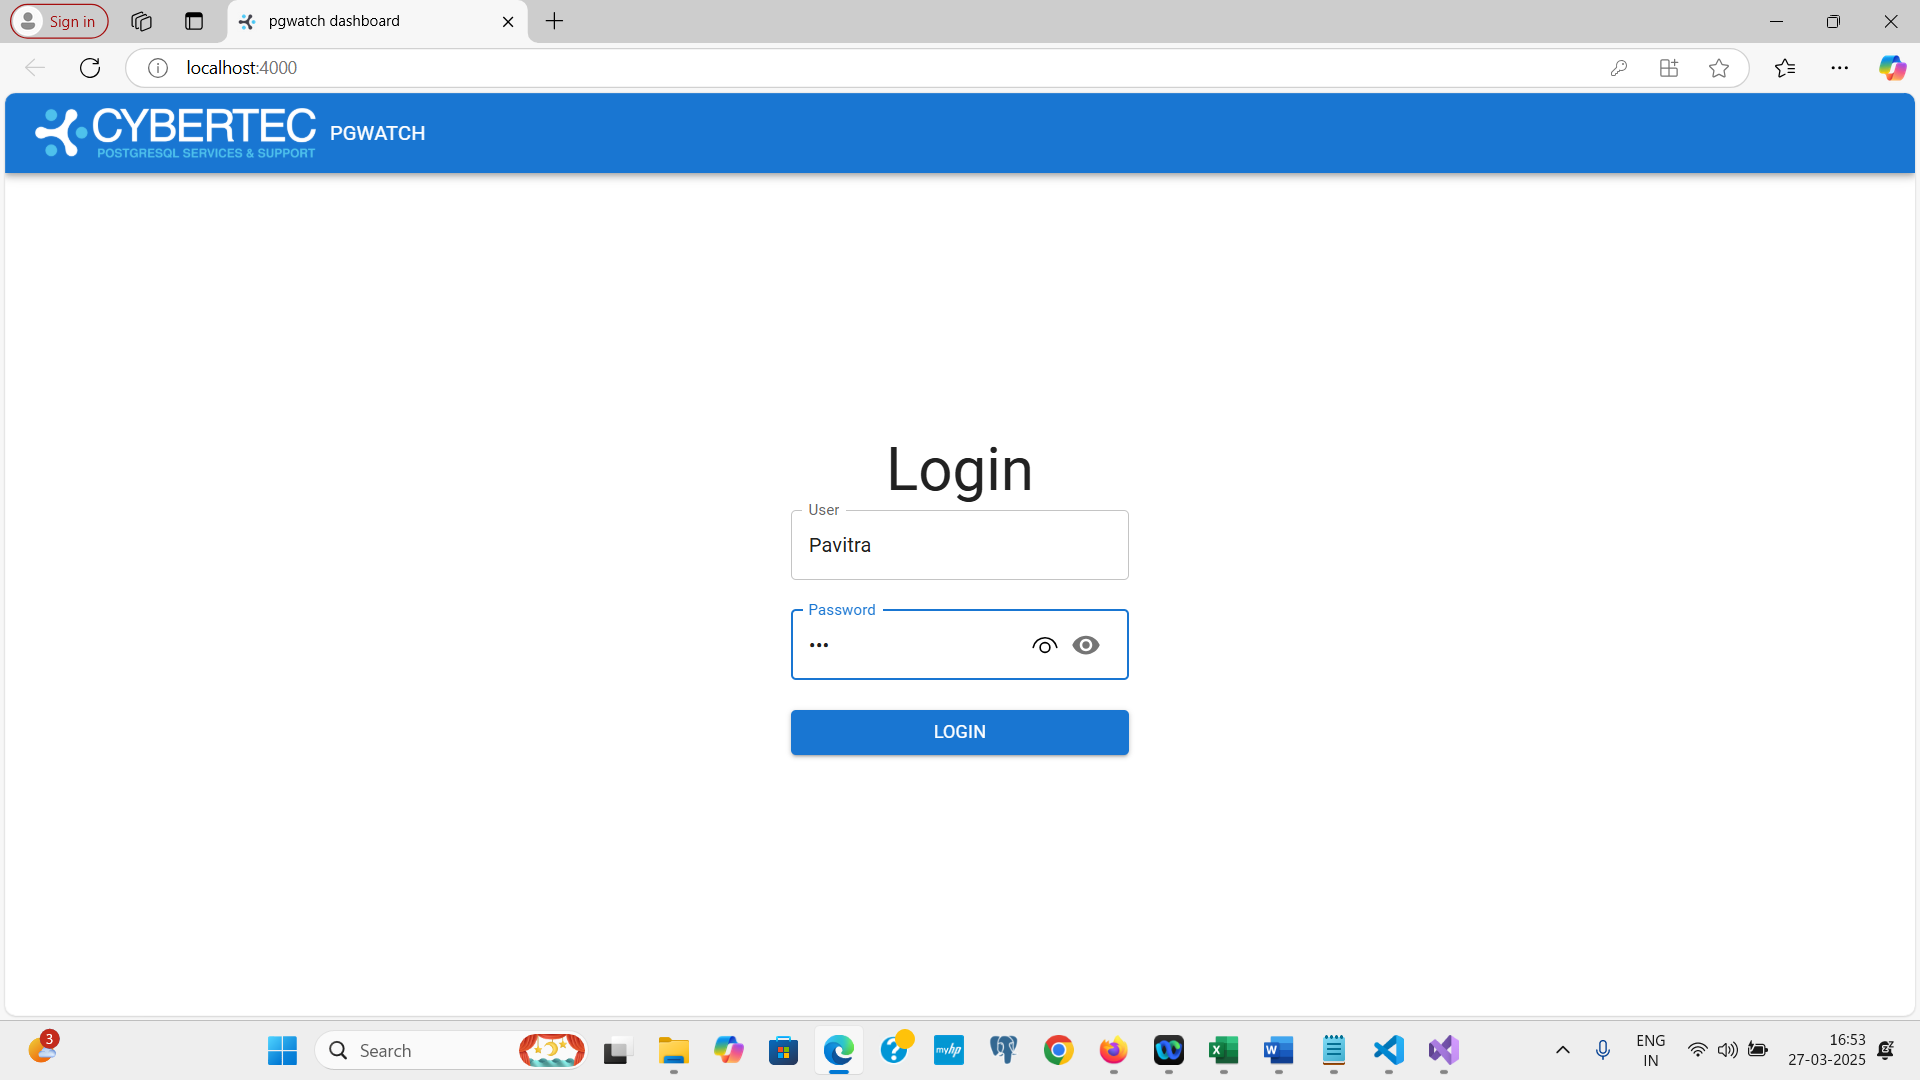 Sign in
pgwatch dashboard
localhost:4000
CYBERTEC
POSTGRESQL SERVICES & SUPPORT
PGWATCH
Login
User
Pavitra
Password
•••
LOGIN
3
Search
myhp
ENG
IN
16:53
27-03-2025